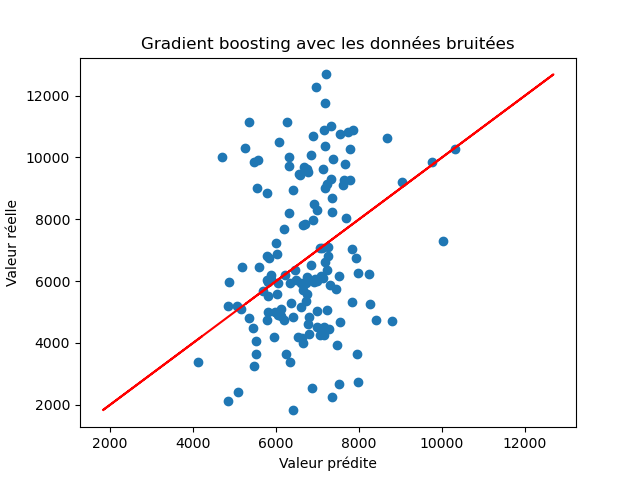 Gradient boosting avec les données bruitées
12000
10000
8000
6000
4000
2000
Valeur réelle
2000 4000 6000 8000 10000 12000
Valeur prédite